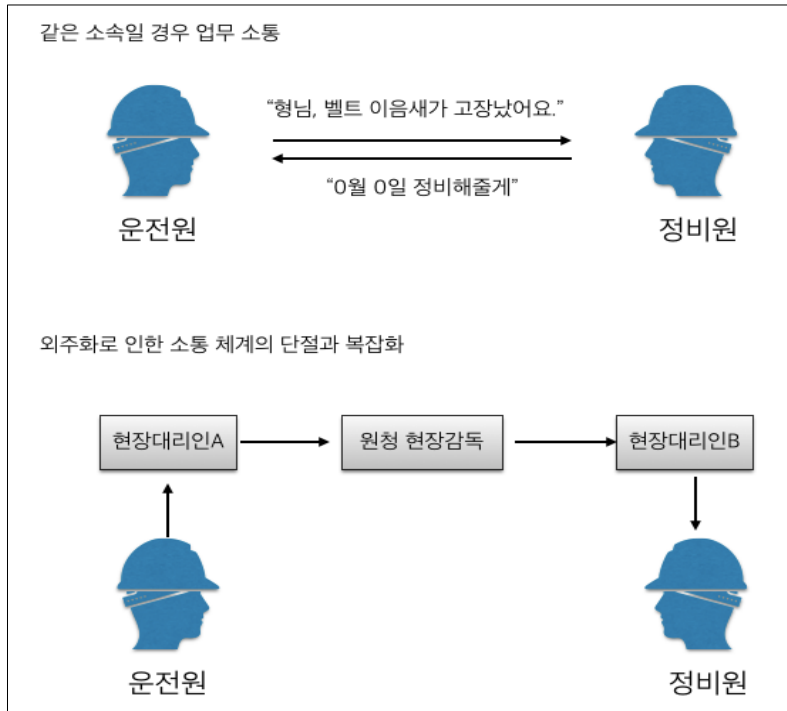 같은 소속일 경우 업무 소통
“형님, 벨트 이음새가 고장났어요.”
“0월 0일 정비해줄게”
운전원
정비원
외주화로 인한 소통 체계의 단절과 복잡화
현장대리인A
원청 현장감독
현장대리인B
운전원
정비원